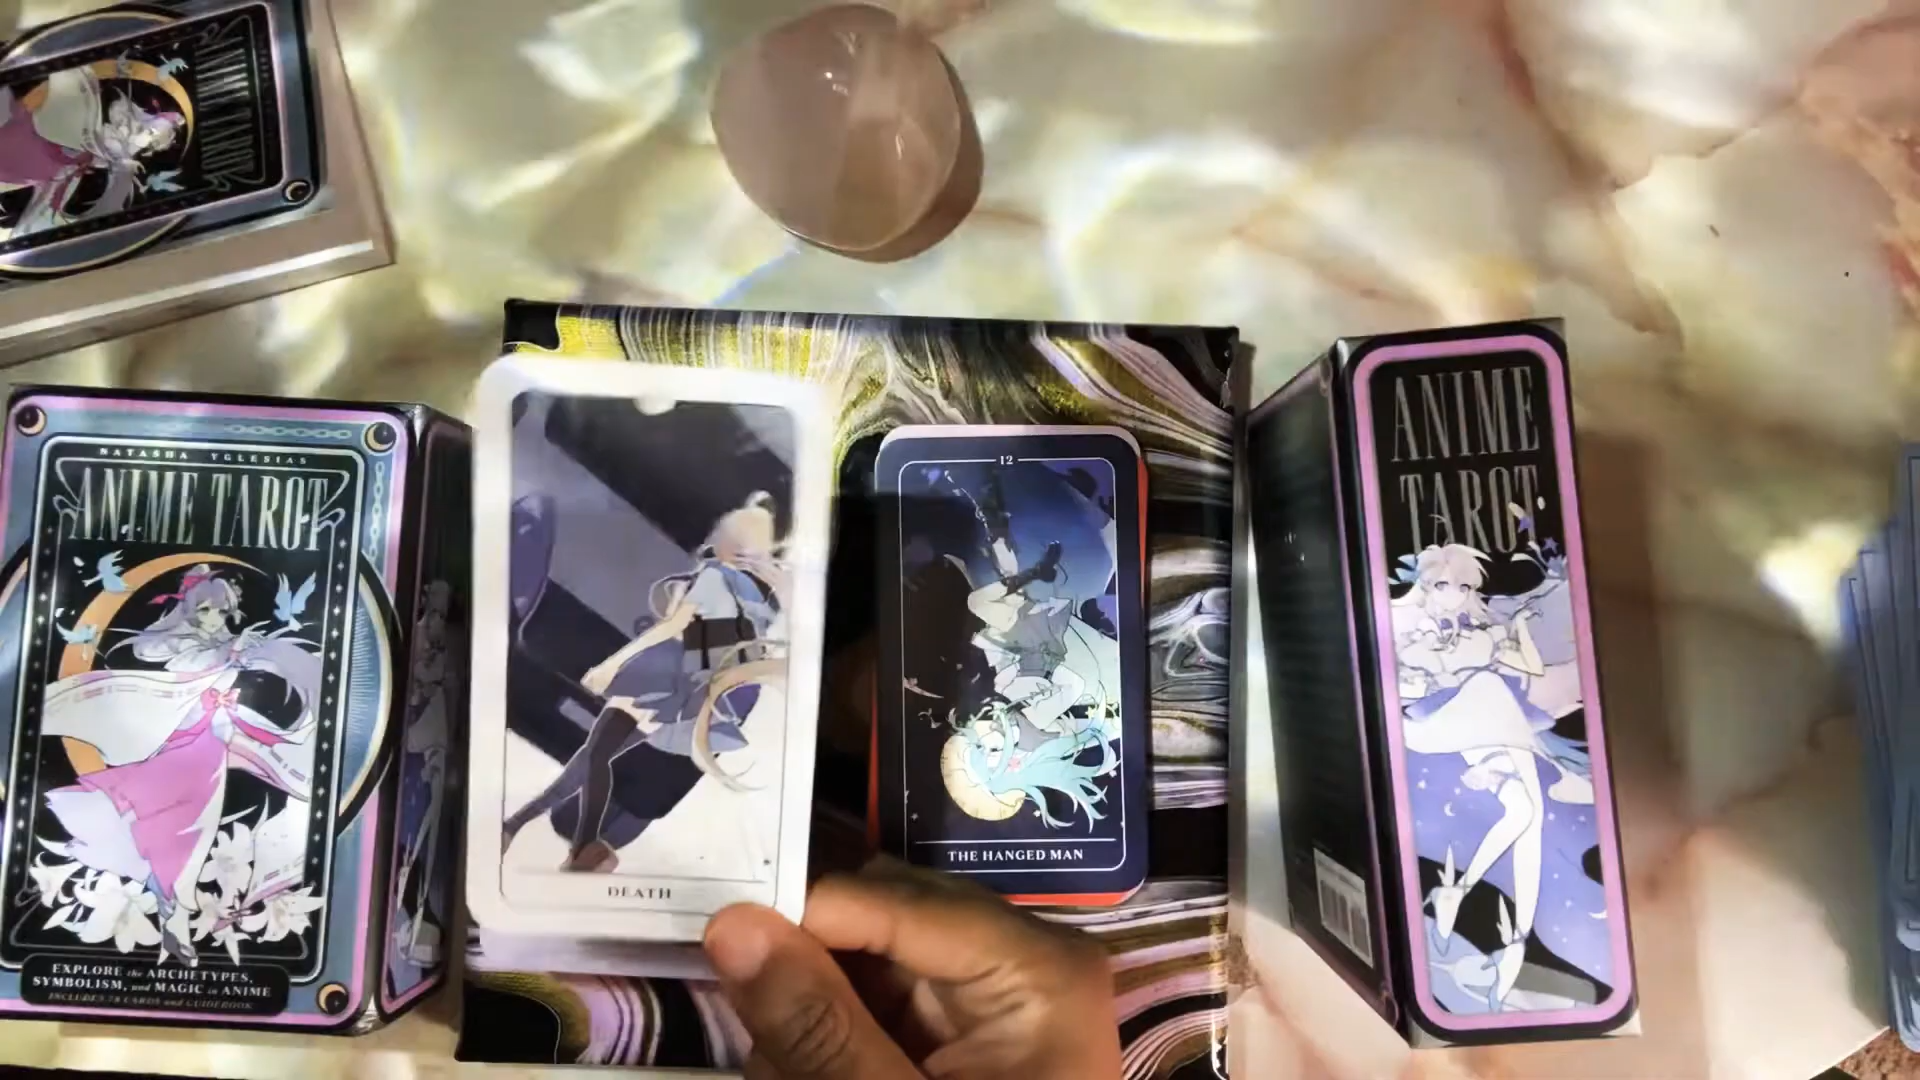 ANIME TAROT
NATASHA YGLESIAS
ANIME TAROT
EXPLORE the ARCHETYPES,
SYMBOLISM, and MAGIC in ANIME
INCLUDES 78 CARDS and GUIDEBOOK
DEATH
12
THE HANGED MAN
ANIME
TAROT